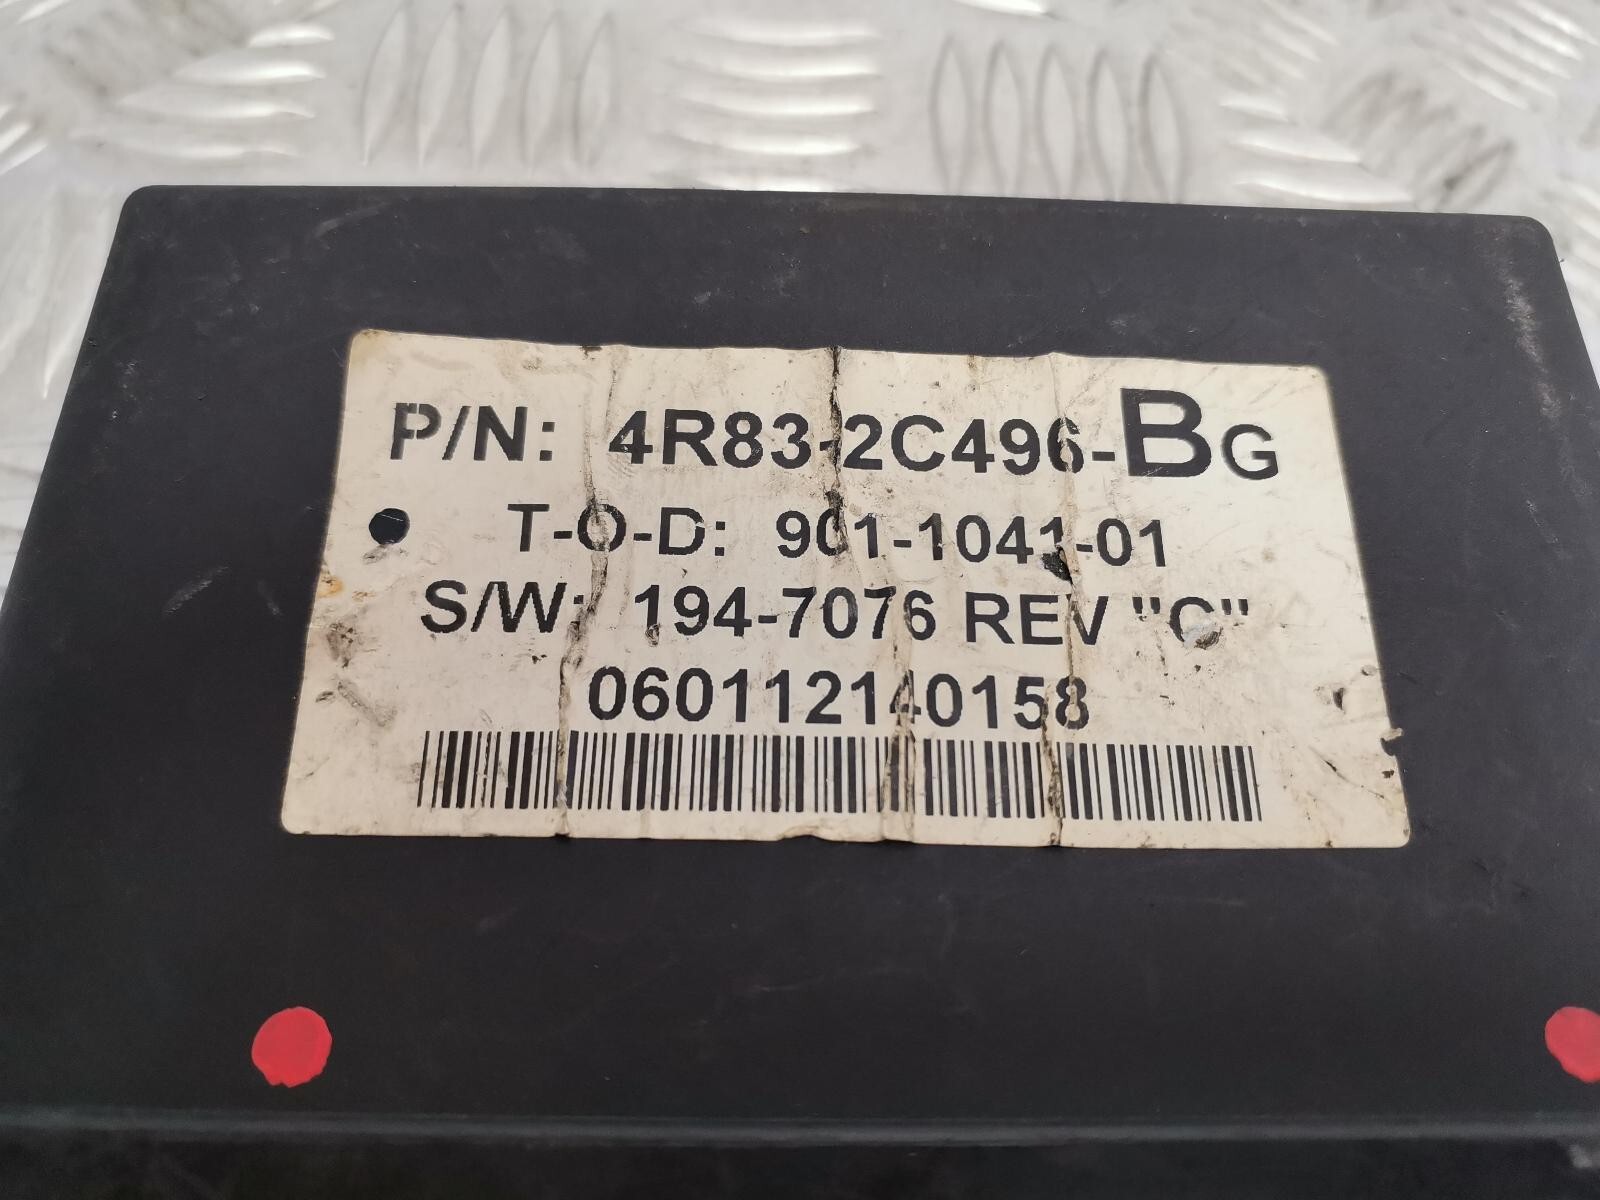 P/N: 4R83-2C496-BG
T-O-D: 901-1041-01
S/W: 194-7076 REV "C"
060112140158